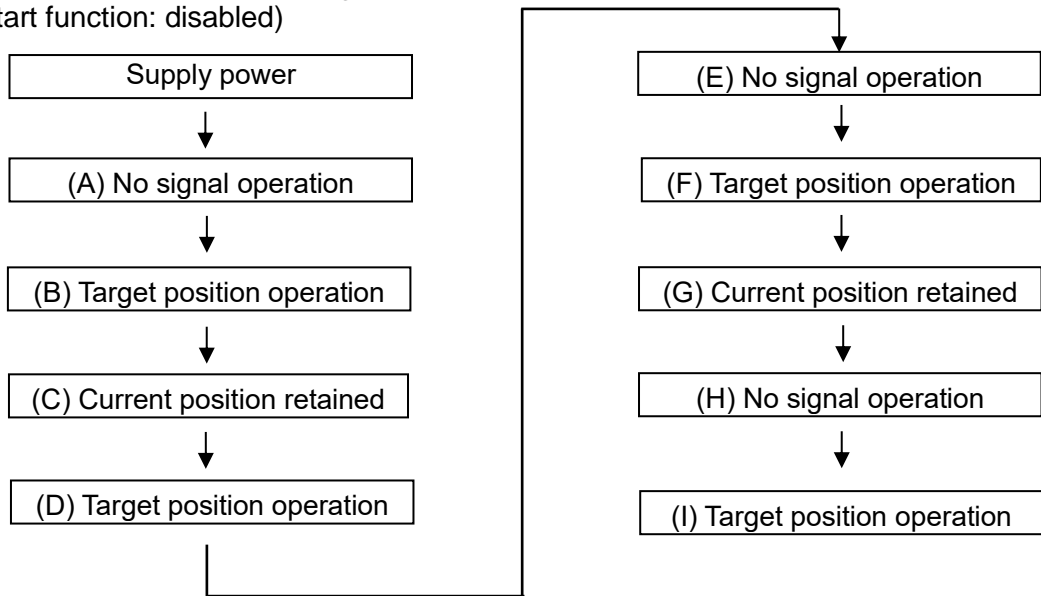 tart function: disabled)
Supply power
(A) No signal operation
(B) Target position operation
(C) Current position retained
(D) Target position operation
(E) No signal operation
(F) Target position operation
(G) Current position retained
(H) No signal operation
(I) Target position operation